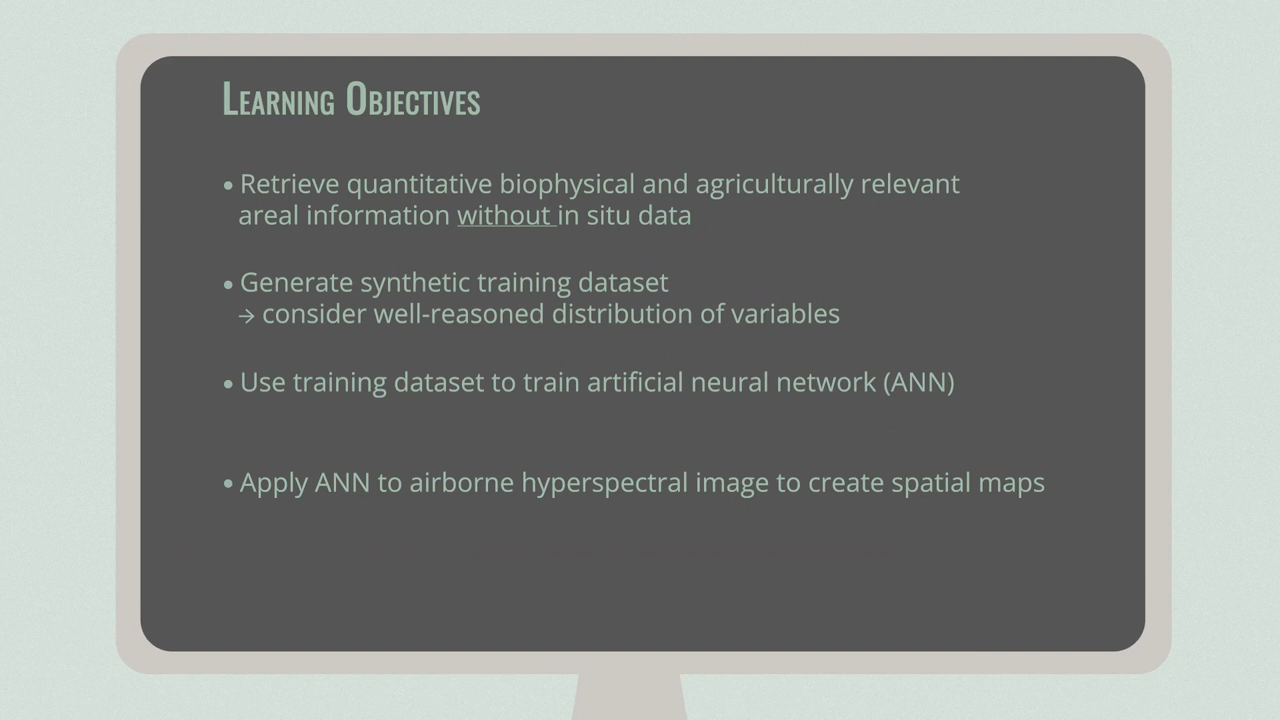 Learning Objectives
• Retrieve quantitative biophysical and agriculturally relevant
areal information without in situ data
• Generate synthetic training dataset
→ consider well-reasoned distribution of variables
• Use training dataset to train artificial neural network (ANN)
• Apply ANN to airborne hyperspectral image to create spatial maps